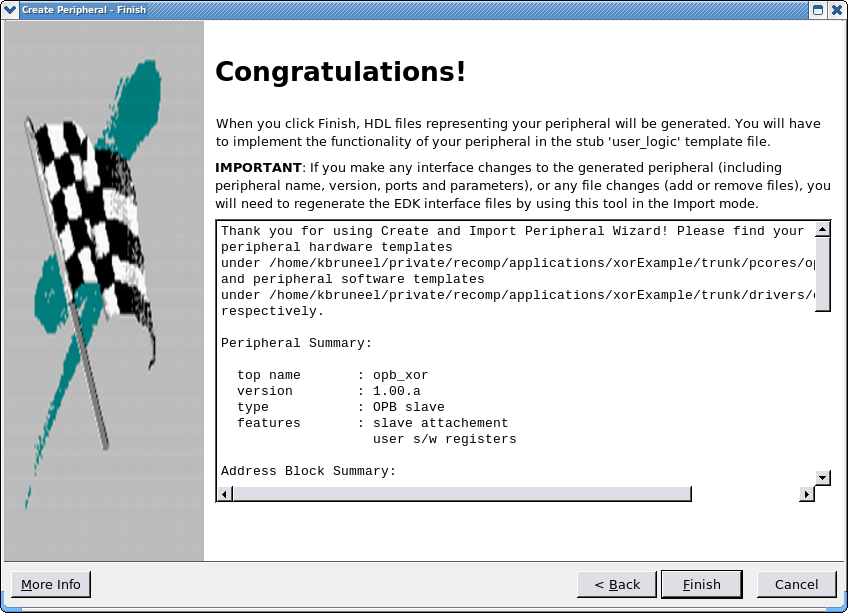 Create Peripheral - Finish
Congratulations!
When you click Finish, HDL files representing your peripheral will be generated. You will have
to implement the functionality of your peripheral in the stub 'user_logic' template file.
IMPORTANT: If you make any interface changes to the generated peripheral (including
peripheral name, version, ports and parameters), or any file changes (add or remove files), you
will need to regenerate the EDK interface files by using this tool in the Import mode.
Thank you for using Create and Import Peripheral Wizard! Please find your
peripheral hardware templates
under /home/kbruneel/private/recomp/applications/xorExample/trunk/pcores/op
and peripheral software templates
under /home/kbruneel/private/recomp/applications/xorExample/trunk/drivers/
respectively.
Peripheral Summary:
top name : opb_xor
version : 1.00.a
type : OPB slave
features : slave attachement
user s/w registers
Address Block Summary:
More Info
< Back
Finish
Cancel